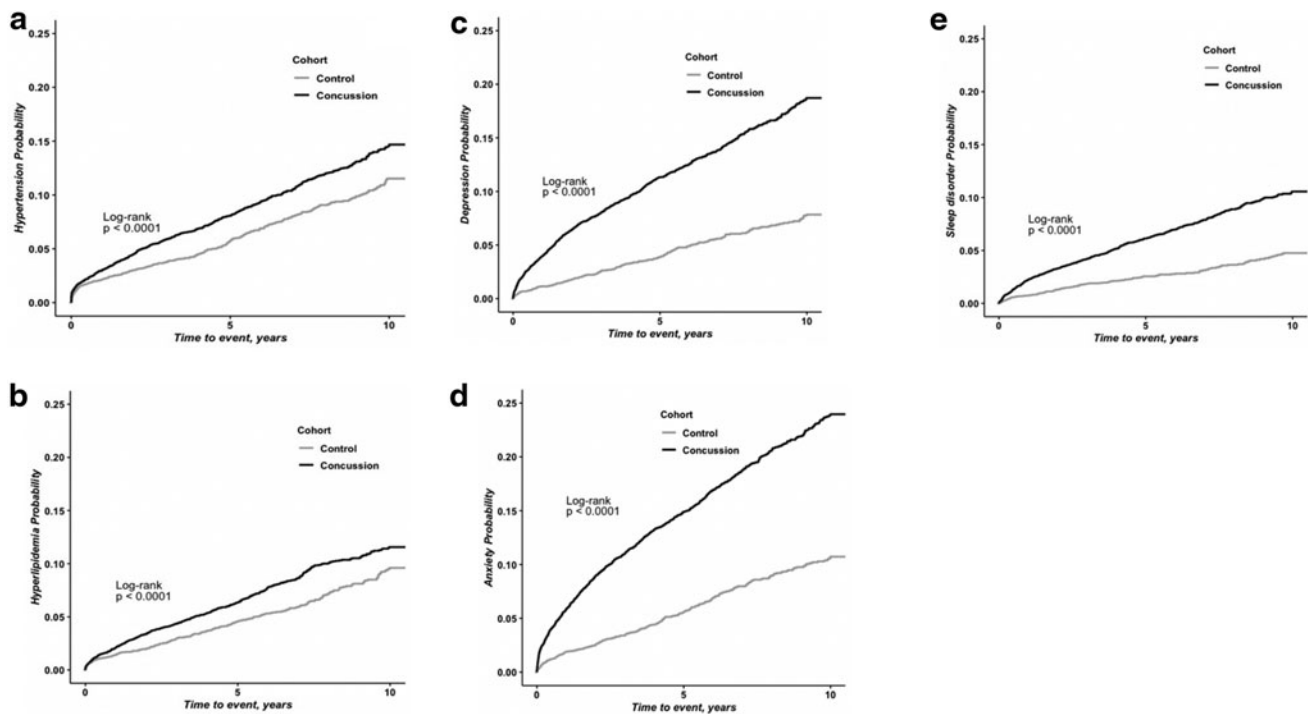 a
0.25
0.20
0.15
0.10
0.05
0.00
Hypertension Probability
Cohort
Control
Concussion
Log-rank
p < 0.0001
0
5
10
Time to event, years
b
0.25
0.20
0.15
0.10
0.05
0.00
Hyperlipidemia Probability
Cohort
Control
Concussion
Log-rank
p < 0.0001
0
5
10
Time to event, years
c
0.25
0.20
0.15
0.10
0.05
0.00
Depression Probability
Cohort
Control
Concussion
Log-rank
p < 0.0001
0
5
10
Time to event, years
d
0.25
0.20
0.15
0.10
0.05
0.00
Anxiety Probability
Cohort
Control
Concussion
Log-rank
p < 0.0001
0
5
10
Time to event, years
e
0.25
0.20
0.15
0.10
0.05
0.00
Sleep disorder Probability
Cohort
Control
Concussion
Log-rank
p < 0.0001
0
5
10
Time to event, years